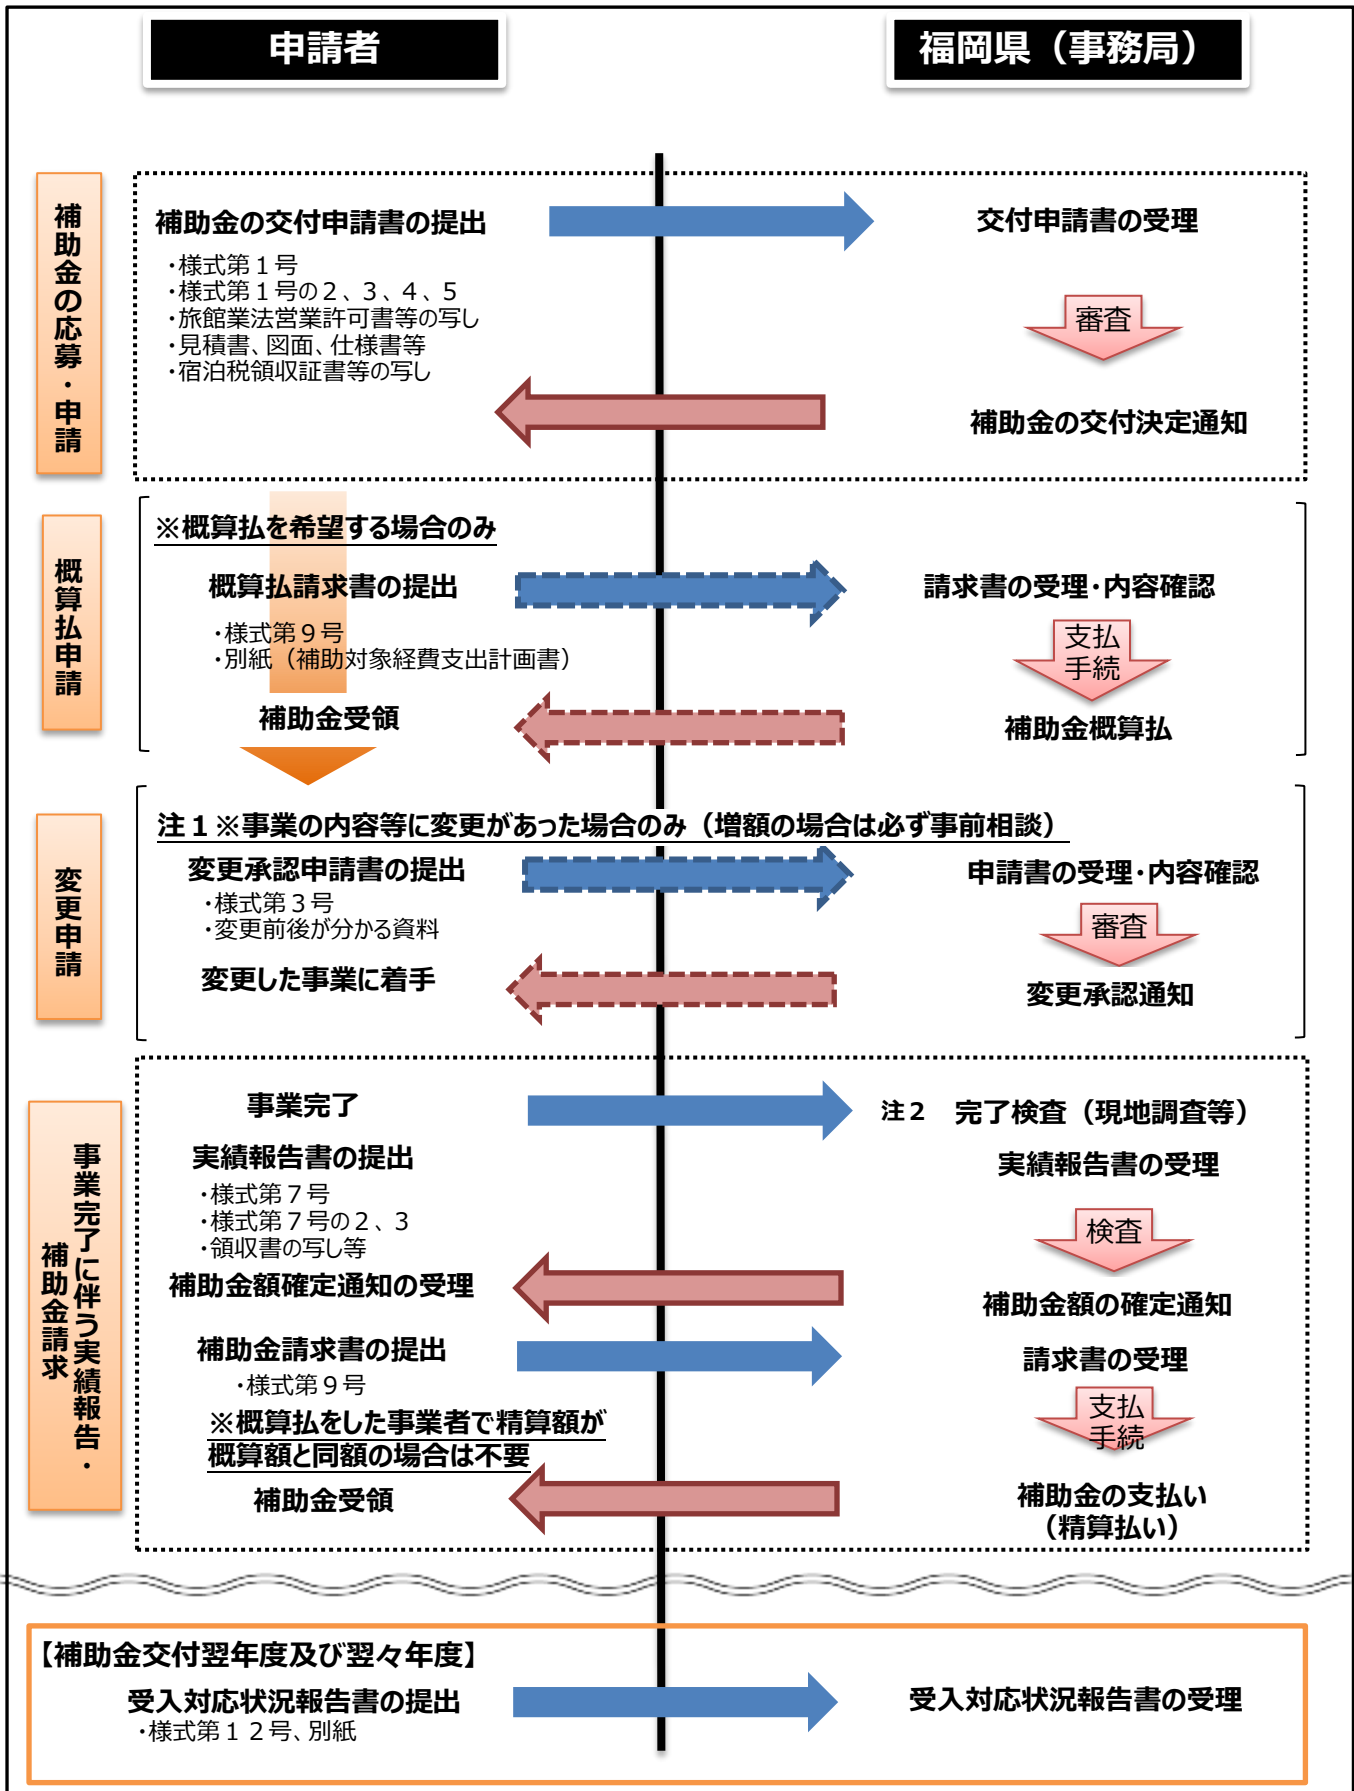 申請者
福岡県（事務局）
補助金の応募・申請
補助金の交付申請書の提出
・様式第１号
・様式第１号の２、３、４、５
・旅館業法営業許可書等の写し
・見積書、図面、仕様書等
・宿泊税領収証書等の写し
交付申請書の受理
審査
補助金の交付決定通知
概算払申請
※概算払を希望する場合のみ
概算払請求書の提出
・様式第９号
・別紙（補助対象経費支出計画書）
補助金受領
請求書の受理・内容確認
支払
手続
補助金概算払
変更申請
注１※事業の内容等に変更があった場合のみ（増額の場合は必ず事前相談）
変更承認申請書の提出
・様式第３号
・変更前後が分かる資料
変更した事業に着手
申請書の受理・内容確認
審査
変更承認通知
事業完了に伴う実績報告・
補助金請求
事業完了
実績報告書の提出
・様式第７号
・様式第７号の２、３
・領収書の写し等
補助金額確定通知の受理
補助金請求書の提出
・様式第９号
※概算払をした事業者で精算額が
概算額と同額の場合は不要
補助金受領
注２　完了検査（現地調査等）
実績報告書の受理
検査
補助金額の確定通知
請求書の受理
支払
手続
補助金の支払い
（精算払い）
【補助金交付翌年度及び翌々年度】
受入対応状況報告書の提出
・様式第１２号、別紙
受入対応状況報告書の受理